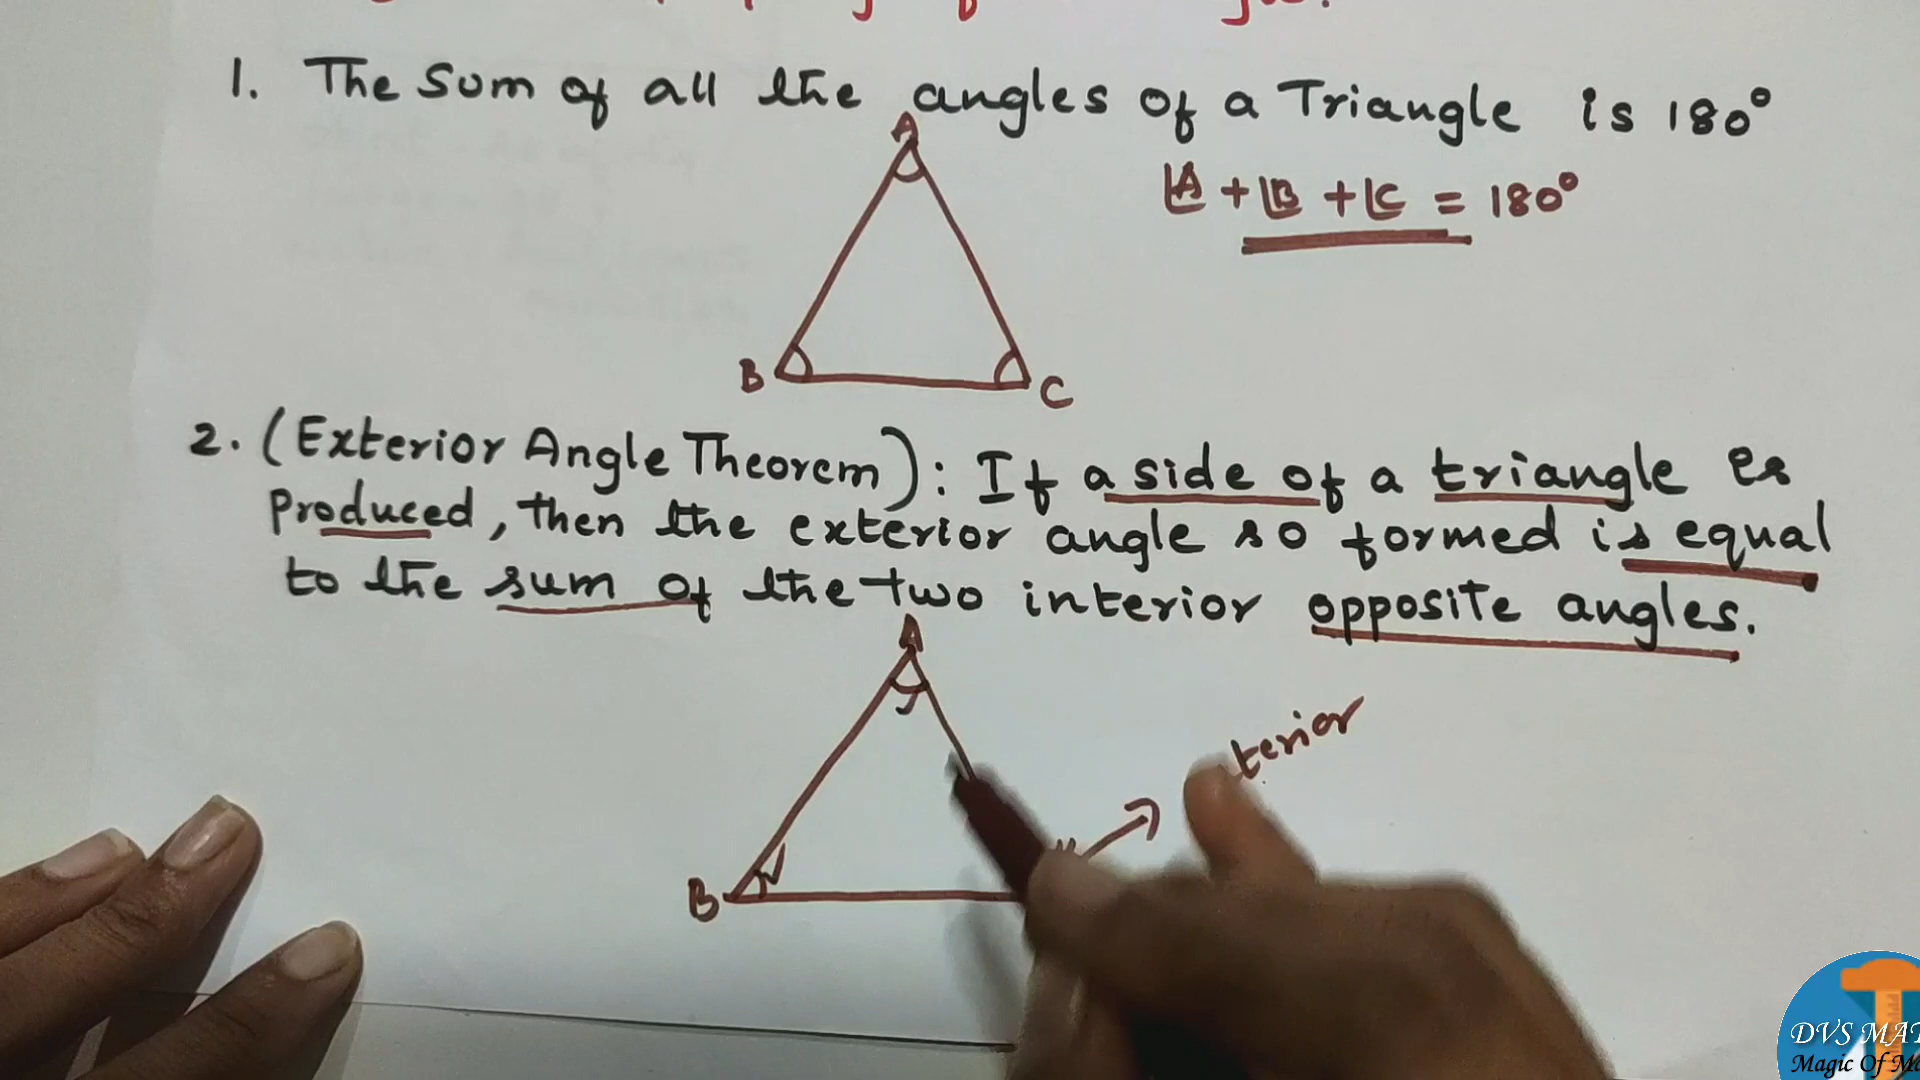 1. The Sum of all the angles of a Triangle is 180°
A
∠A + ∠B + ∠C = 180°
B
C
2. (Exterior Angle Theorem): If a side of a triangle is
Produced, then the exterior angle so formed is equal
to the sum of the two interior opposite angles.
A
terior
B
DVS MAT
Magic Of Ma